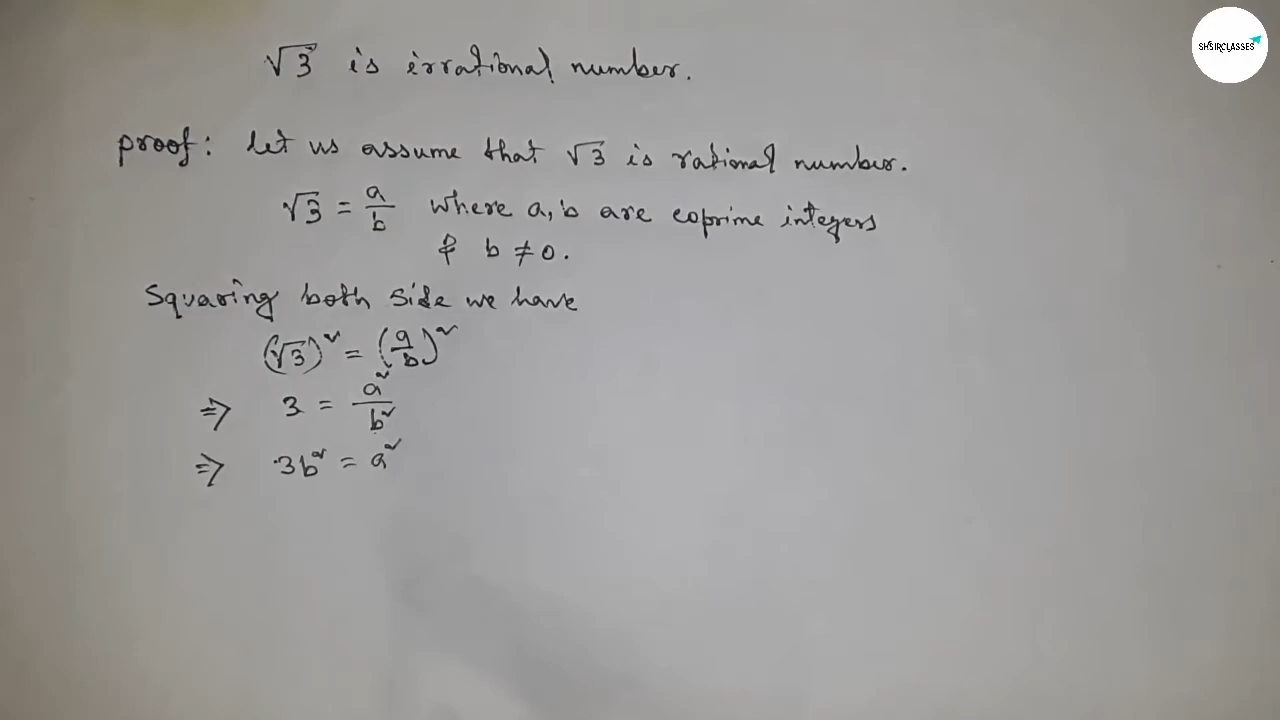 SHSIRCLASSES
√3 is irrational number.
proof: Let us assume that √3 is rational number.
√3 = a/b where a, b are coprime integers
& b ≠ 0.
Squaring both side we have
(√3)² = (a/b)²
⇒ 3 = a²/b²
⇒ 3b² = a²